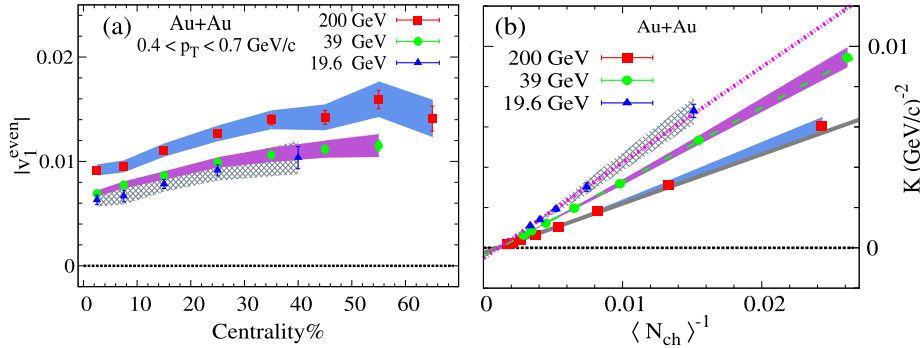 (a)
Au+Au
0.4 < p_T < 0.7 GeV/c
200 GeV
39 GeV
19.6 GeV
|v_1^even|
0.02
0.01
0
0 10 20 30 40 50 60
Centrality%
(b)
Au+Au
200 GeV
39 GeV
19.6 GeV
0.01
0
K (GeV/c)^-2
0 0.01 0.02
⟨ N_ch ⟩^-1